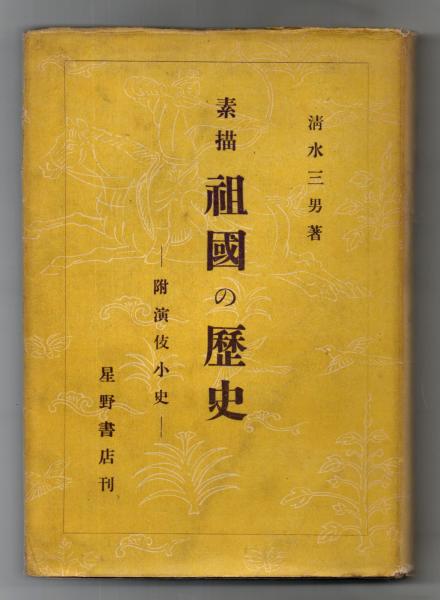 清水三男著
素描 祖國の歷史
—附演伎小史—
星野書店刊